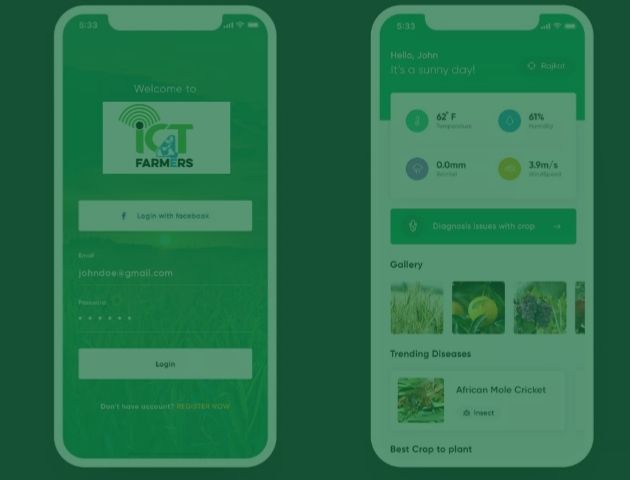 5:33
Welcome to
ICT4
FARMERS
Login with facebook
Email
johndoe@gmail.com
Password
Login
Don't have account? REGISTER NOW
5:33
Hello, John
It's a sunny day!
Rajkot
62° F
Temperature
61%
Humidity
0.0mm
Rainfall
3.9m/s
WindSpeed
Diagnosis issues with crop
Gallery
Trending Diseases
African Mole Cricket
Insect
Best Crop to plant